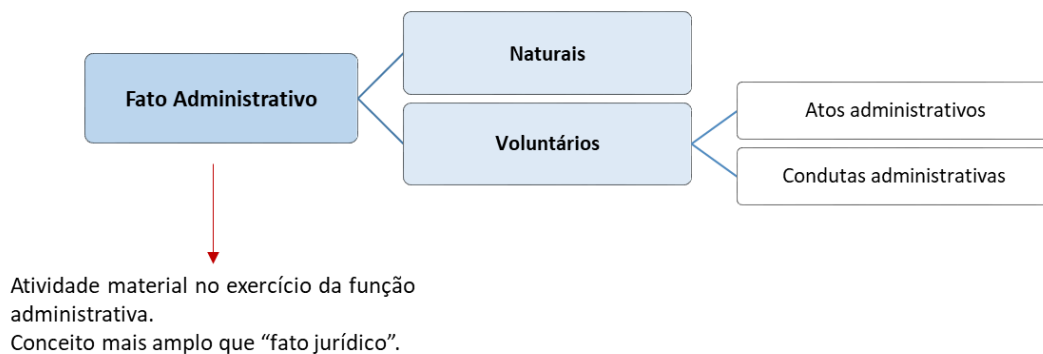 Fato Administrativo
Naturais
Voluntários
Atos administrativos
Condutas administrativas
Atividade material no exercício da função
administrativa.
Conceito mais amplo que “fato jurídico”.